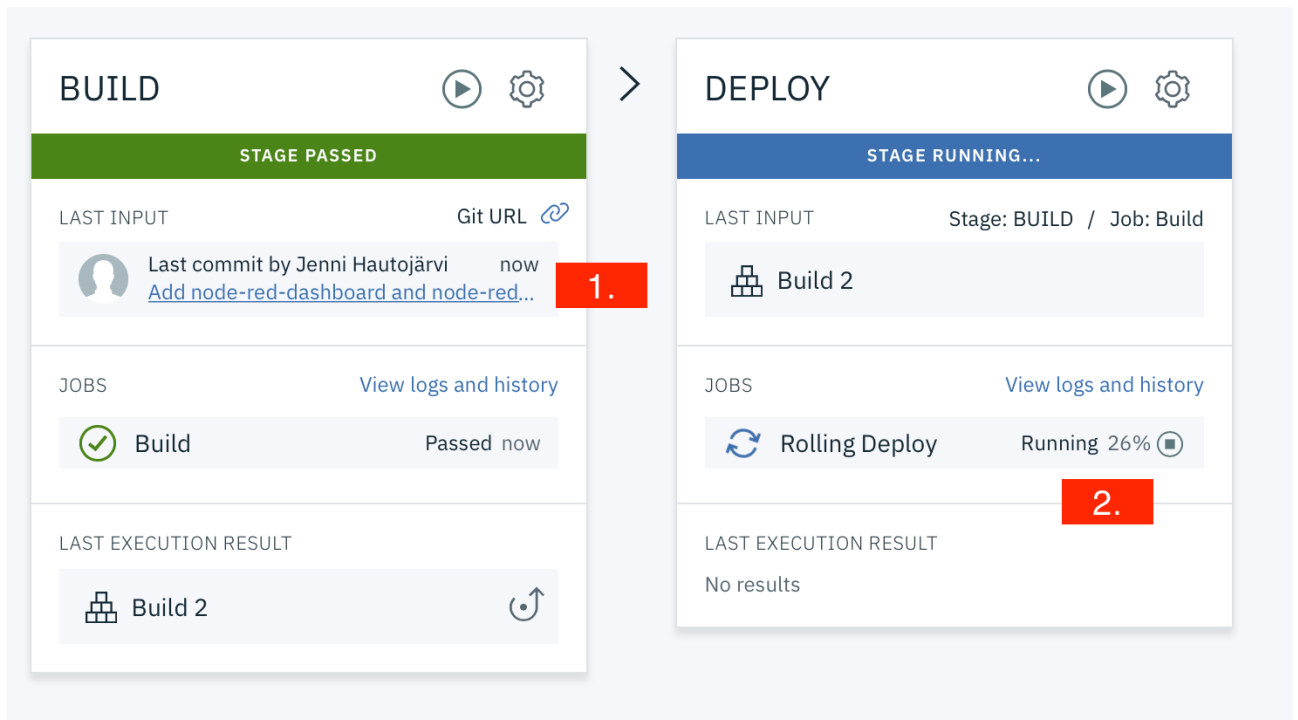 BUILD
STAGE PASSED
LAST INPUT Git URL
Last commit by Jenni Hautojärvi now
Add node-red-dashboard and node-red...
1.
JOBS View logs and history
Build Passed now
LAST EXECUTION RESULT
Build 2
DEPLOY
STAGE RUNNING...
LAST INPUT Stage: BUILD / Job: Build
Build 2
JOBS View logs and history
Rolling Deploy Running 26%
2.
LAST EXECUTION RESULT
No results